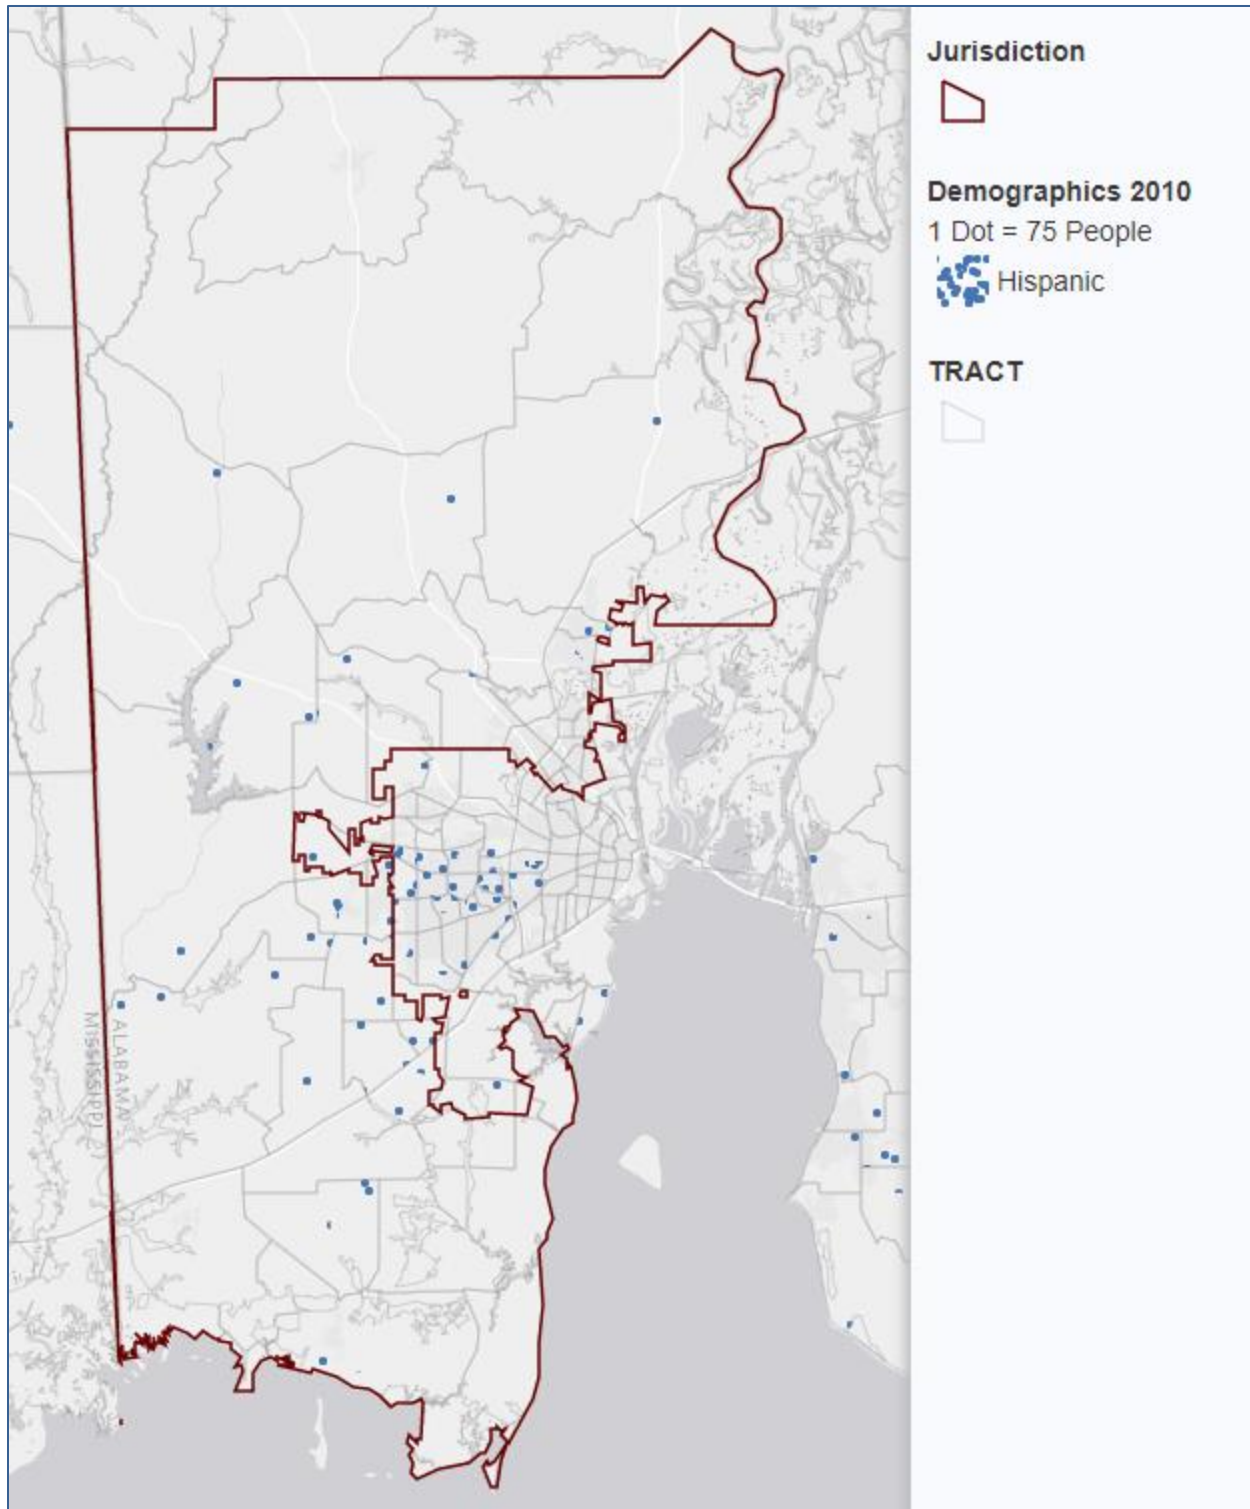 Jurisdiction
Demographics 2010
1 Dot = 75 People
Hispanic
TRACT
ALABAMA
MISSISSIPPI